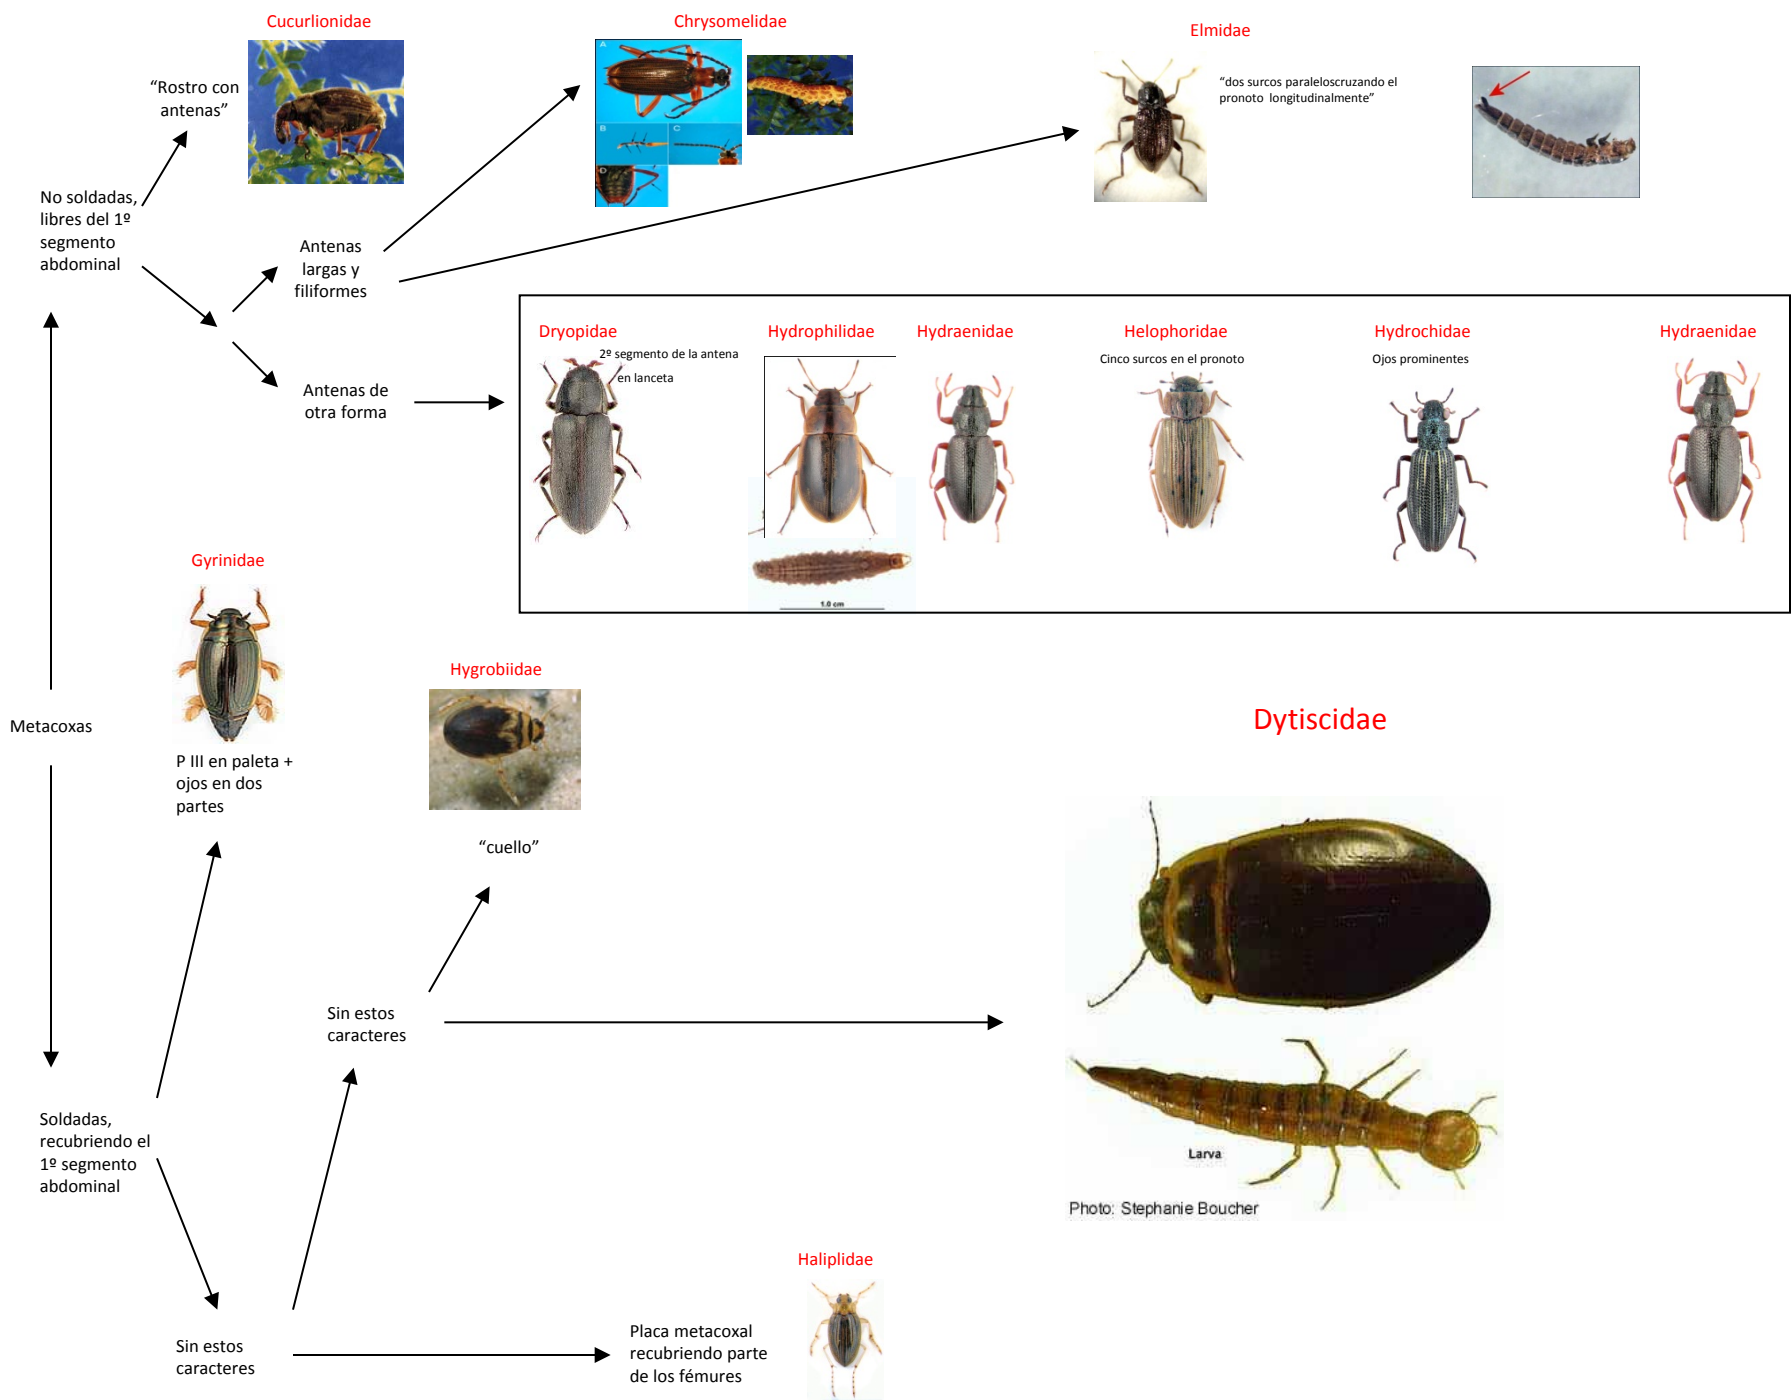 Cucurlionidae
Chrysomelidae
Elmidae
“Rostro con
antenas”
A
B
C
D
“dos surcos paraleloscruzando el
pronoto longitudinalmente”
No soldadas,
libres del 1º
segmento
abdominal
Antenas
largas y
filiformes
Antenas de
otra forma
Dryopidae
2º segmento de la antena
en lanceta
Hydrophilidae
1.0 cm
Hydraenidae
Helophoridae
Cinco surcos en el pronoto
Hydrochidae
Ojos prominentes
Hydraenidae
Gyrinidae
P III en paleta +
ojos en dos
partes
Hygrobiidae
“cuello”
Metacoxas
Dytiscidae
Larva
Photo: Stephanie Boucher
Sin estos
caracteres
Soldadas,
recubriendo el
1º segmento
abdominal
Sin estos
caracteres
Placa metacoxal
recubriendo parte
de los fémures
Haliplidae